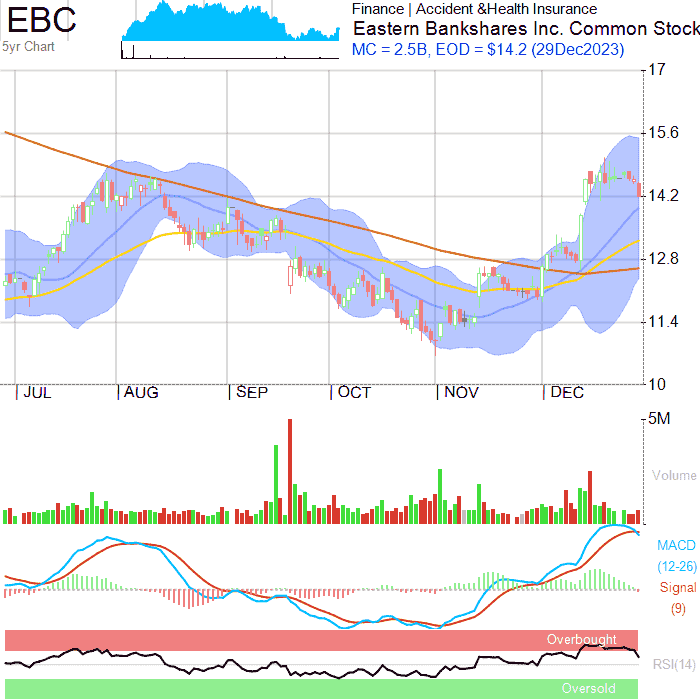 EBC
5yr Chart
Finance | Accident &Health Insurance
Eastern Bankshares Inc. Common Stock
MC = 2.5B, EOD = $14.2 (29Dec2023)
17
15.6
14.2
12.8
11.4
10
JUL AUG SEP OCT NOV DEC
5M
Volume
MACD
(12-26)
Signal
(9)
Overbought
RSI(14)
Oversold